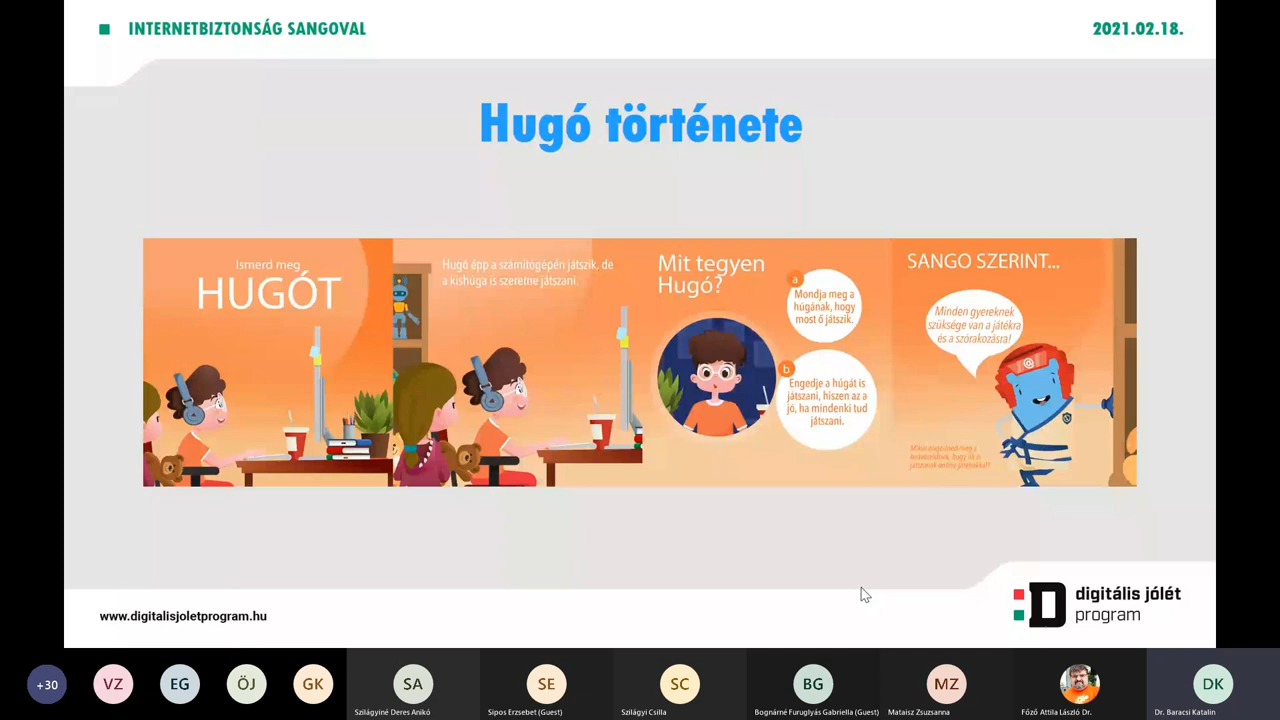 INTERNETBIZTONSÁG SANGOVAL
2021.02.18.
Hugó története
Ismerd meg
HUGÓT
Hugó épp a számítógépén játszik, de
a kishúga is szeretne játszani.
Mit tegyen
Hugó?
a
Mondja meg a
húgának, hogy
most ő játszik.
b
Engedje a húgát is
játszani, hiszen az a
jó, ha mindenki tud
játszani.
SANGO SZERINT...
Minden gyereknek
szüksége van a játékra
és a szórakozásra!
@
www.digitalisjoletprogram.hu
digitális jólét
program
+30
VZ
EG
ÖJ
GK
SA
Szilágyiné Deres Anikó
SE
Sipos Erzsebet (Guest)
SC
Szilágyi Csilla
BG
Bognárné Furuglyás Gabriella (Guest)
MZ
Mataisz Zsuzsanna
Főző Attila László Dr.
DK
Dr. Baracsi Katalin